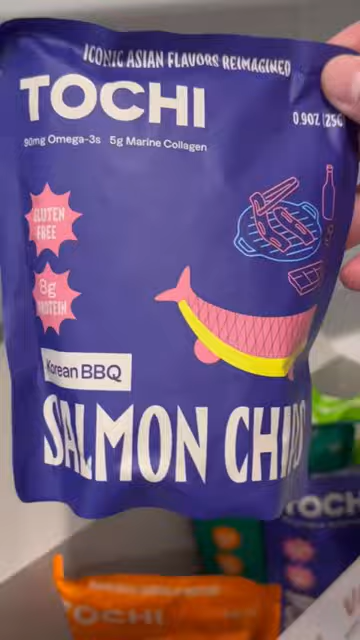 ICONIC ASIAN FLAVORS REIMAGINED
TOCHI
0.9OZ (25G
90mg Omega-3s 5g Marine Collagen
GLUTEN
FREE
8g
PROTEIN
Korean BBQ
SALMON CHIPS
TOCHI
TOCHI